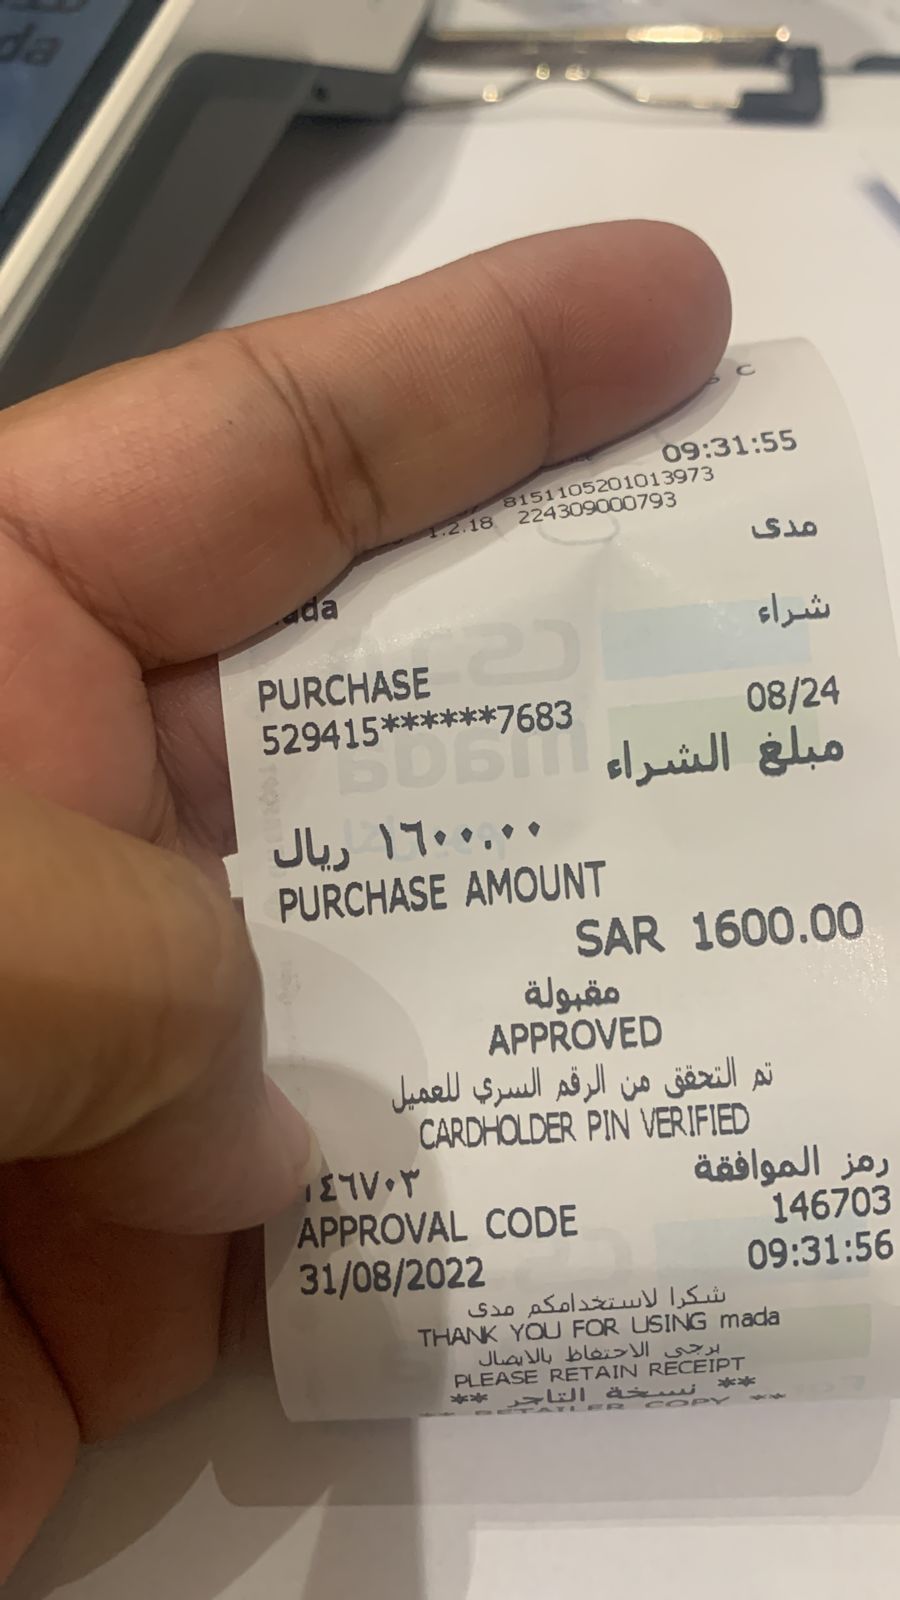 09:31:55
8151105201013973
1.2.18 224309000793
مدى
mada
شراء
PURCHASE
529415******7683 08/24
مبلغ الشراء
١٦٠٠.٠٠ ريال
PURCHASE AMOUNT
SAR 1600.00
مقبولة
APPROVED
تم التحقق من الرقم السري للعميل
CARDHOLDER PIN VERIFIED
رمز الموافقة
١٤٦٧٠٣
APPROVAL CODE 146703
31/08/2022 09:31:56
شكرا لاستخدامكم مدى
THANK YOU FOR USING mada
يرجى الاحتفاظ بالايصال
PLEASE RETAIN RECEIPT
** نسخة التاجر **
** RETAILER COPY **